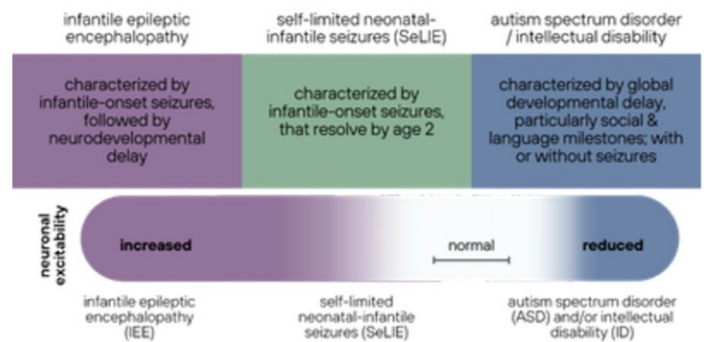 infantile epileptic
encephalopathy
self-limited neonatal-
infantile seizures (SeLIE)
autism spectrum disorder
/ intellectual disability
characterized by
infantile-onset seizures,
followed by
neurodevelopmental
delay
characterized by
infantile-onset seizures,
that resolve by age 2
characterized by global
developmental delay,
particularly social &
language milestones; with
or without seizures
neuronal
excitability
increased
normal
reduced
infantile epileptic
encephalopathy
(IEE)
self-limited
neonatal-infantile
seizures (SeLIE)
autism spectrum disorder
(ASD) and/or intellectual
disability (ID)